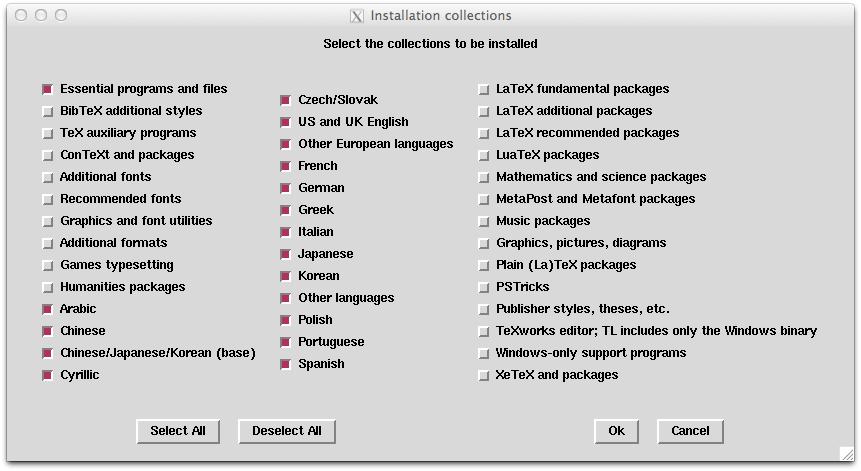 Installation collections
Select the collections to be installed
Essential programs and files
BibTeX additional styles
TeX auxiliary programs
ConTeXt and packages
Additional fonts
Recommended fonts
Graphics and font utilities
Additional formats
Games typesetting
Humanities packages
Arabic
Chinese
Chinese/Japanese/Korean (base)
Cyrillic
Czech/Slovak
US and UK English
Other European languages
French
German
Greek
Italian
Japanese
Korean
Other languages
Polish
Portuguese
Spanish
LaTeX fundamental packages
LaTeX additional packages
LaTeX recommended packages
LuaTeX packages
Mathematics and science packages
MetaPost and Metafont packages
Music packages
Graphics, pictures, diagrams
Plain (La)TeX packages
PSTricks
Publisher styles, theses, etc.
TeXworks editor; TL includes only the Windows binary
Windows-only support programs
XeTeX and packages
Select All
Deselect All
Ok
Cancel